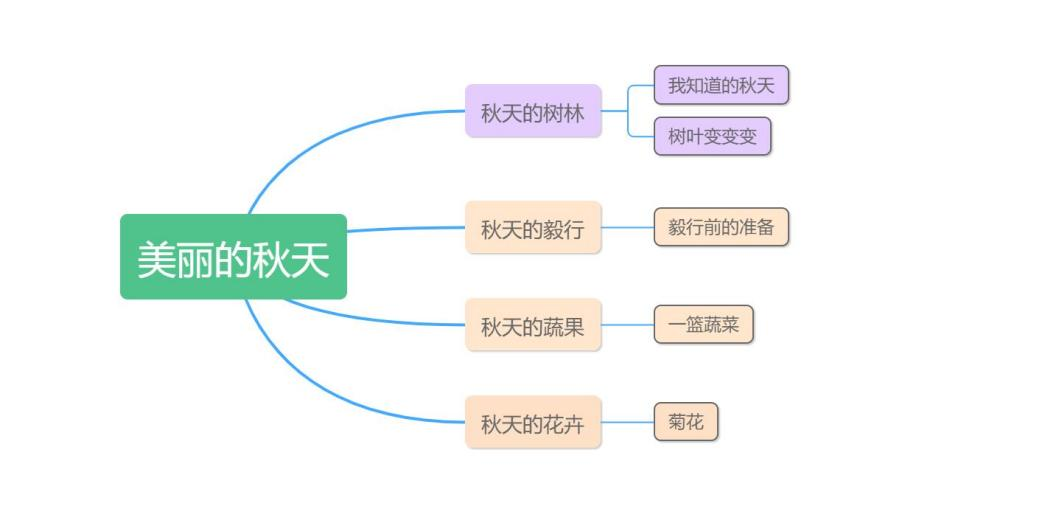 美丽的秋天
秋天的树林
我知道的秋天
树叶变变变
秋天的毅行
毅行前的准备
秋天的蔬果
一篮蔬菜
秋天的花卉
菊花